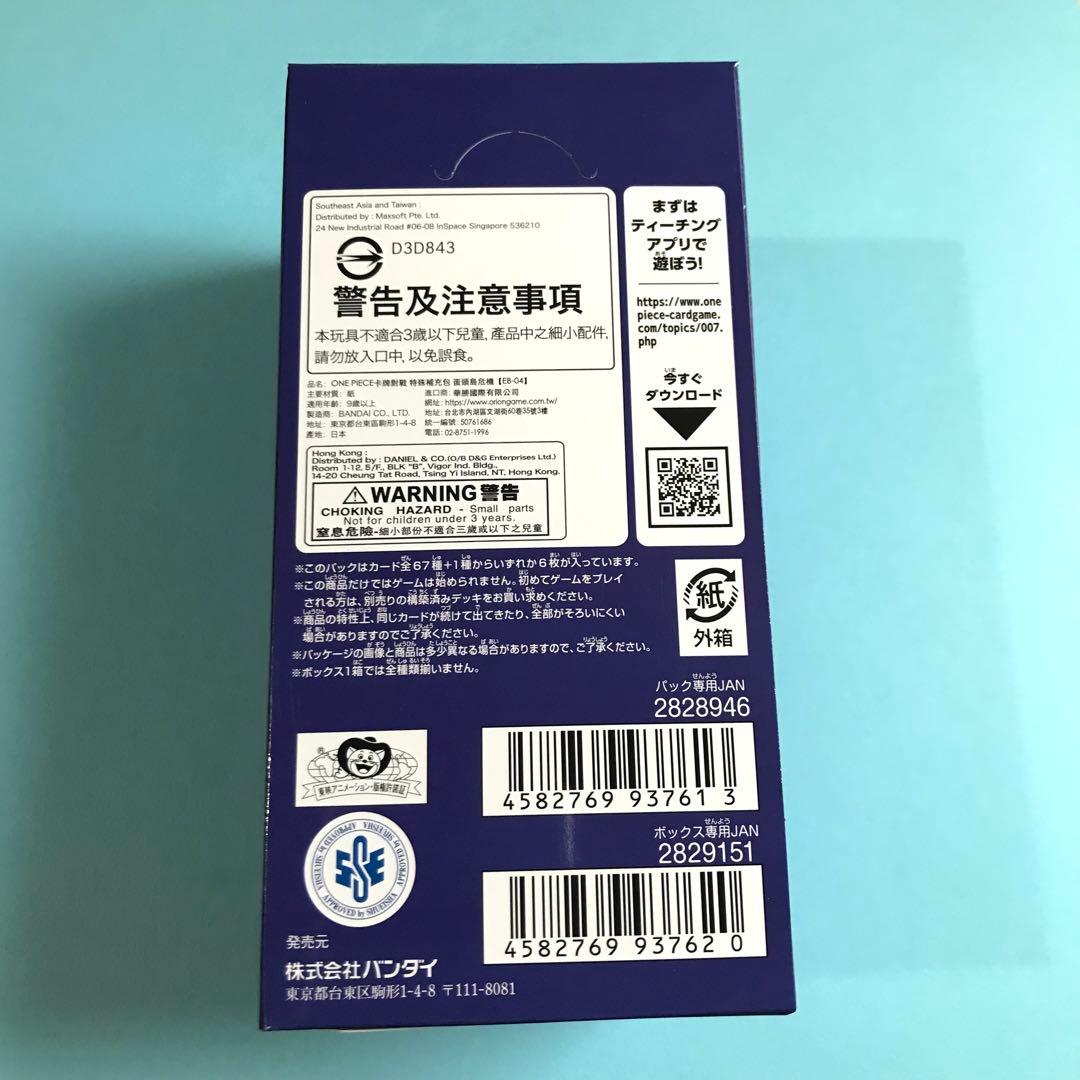 Southeast Asia and Taiwan :
Distributed by : Maxsoft Pte. Ltd.
24 New Industrial Road #06-08 InSpace Singapore 536210
D3D843
警告及注意事項
本玩具不適合3歲以下兒童, 產品中之細小配件,
請勿放入口中, 以免誤食。
品名: ONE PIECE卡牌對戰 特殊補充包 蛋頭島危機【EB-04】
主要材質: 紙
適用年齡: 9歲以上
製造商: BANDAI CO., LTD.
地址: 東京都台東區駒形1-4-8
產地: 日本
進口商: 華勝國際有限公司
網址: https://www.oriongame.com.tw/
地址: 台北市內湖區文湖街60巷35號3樓
統一編號: 50761686
電話: 02-8751-1996
Hong Kong :
Distributed by : DANIEL & CO.(O/B D&G Enterprises Ltd.)
Room 1-12, 5/F., BLK "B", Vigor Ind. Bldg.,
14-20 Cheung Tat Road, Tsing Yi Island, NT, Hong Kong.
WARNING 警告
CHOKING HAZARD - Small parts
Not for children under 3 years.
窒息危險-細小部份不適合三歲或以下之兒童
まずは
ティーチング
アプリで
遊ぼう!
https://www.one
piece-cardgame.
com/topics/007.
php
今すぐ
ダウンロード
※このパックはカード全67種+1種からいずれか6枚が入っています。
※この商品だけではゲームは始められません。初めてゲームをプレイ
される方は、別売りの構築済みデッキをお買い求めください。
※商品の特性上、同じカードが続けて出てきたり、全部がそろいにくい
場合がありますのでご了承ください。
※パッケージの画像と商品は多少異なる場合がありますので、ご了承ください。
※ボックス1箱では全種類揃いません。
紙
外箱
パック専用JAN
2828946
4582769 93761 3
ボックス専用JAN
2829151
4582769 93762 0
東映アニメーション・版権許諾証
APPROVED by SHUEISHA
発売元
株式会社バンダイ
東京都台東区駒形1-4-8 〒111-8081